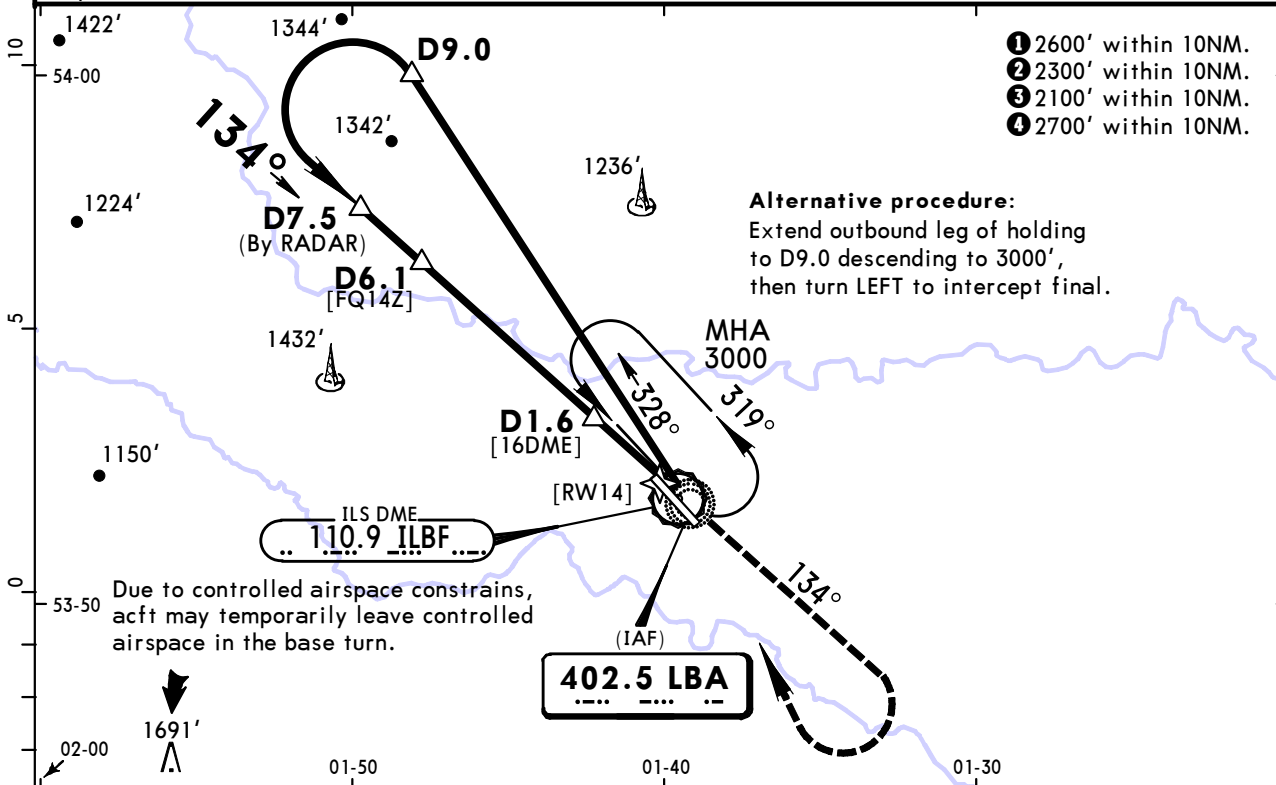 1422'
1344'
D9.0
❶ 2600' within 10NM.
❷ 2300' within 10NM.
❸ 2100' within 10NM.
❹ 2700' within 10NM.
10
54-00
134°
1342'
1236'
1224'
D7.5
(By RADAR)
Alternative procedure:
Extend outbound leg of holding
to D9.0 descending to 3000',
then turn LEFT to intercept final.
D6.1
[FQ14Z]
5
1432'
MHA
3000
328°
319°
D1.6
[16DME]
1150'
[RW14]
ILS DME
110.9 ILBF
0
53-50
Due to controlled airspace constrains,
acft may temporarily leave controlled
airspace in the base turn.
134°
(IAF)
402.5 LBA
1691'
02-00
01-50
01-40
01-30